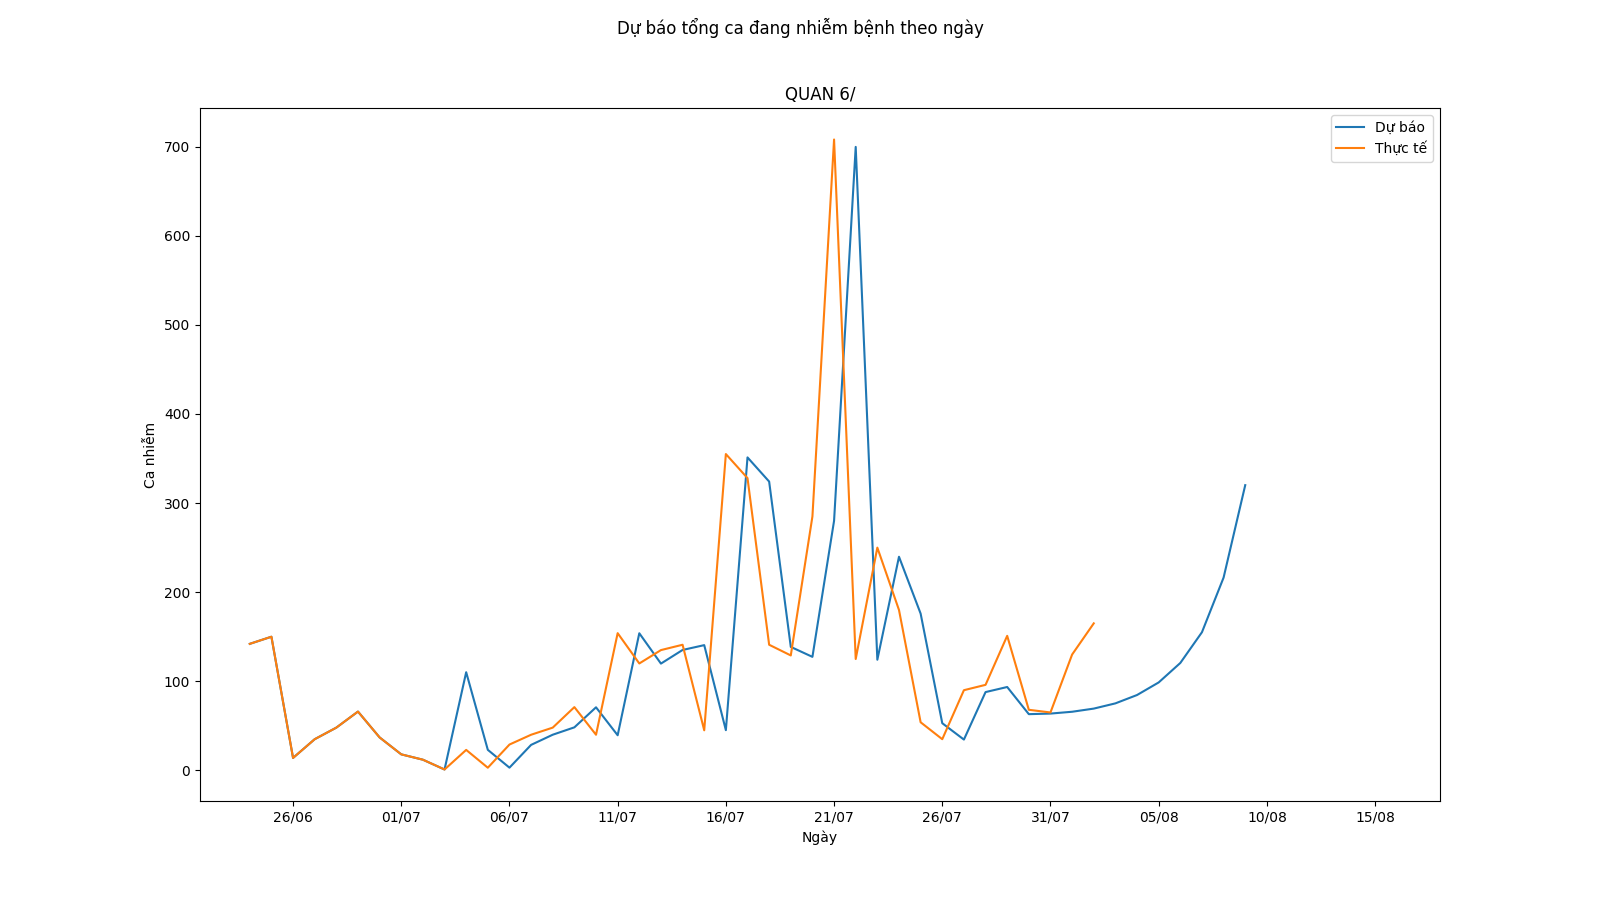 Dự báo tổng ca đang nhiễm bệnh theo ngày
QUAN 6/
Dự báo
Thực tế
700
600
500
400
300
200
100
0
Ca nhiễm
26/06 01/07 06/07 11/07 16/07 21/07 26/07 31/07 05/08 10/08 15/08
Ngày